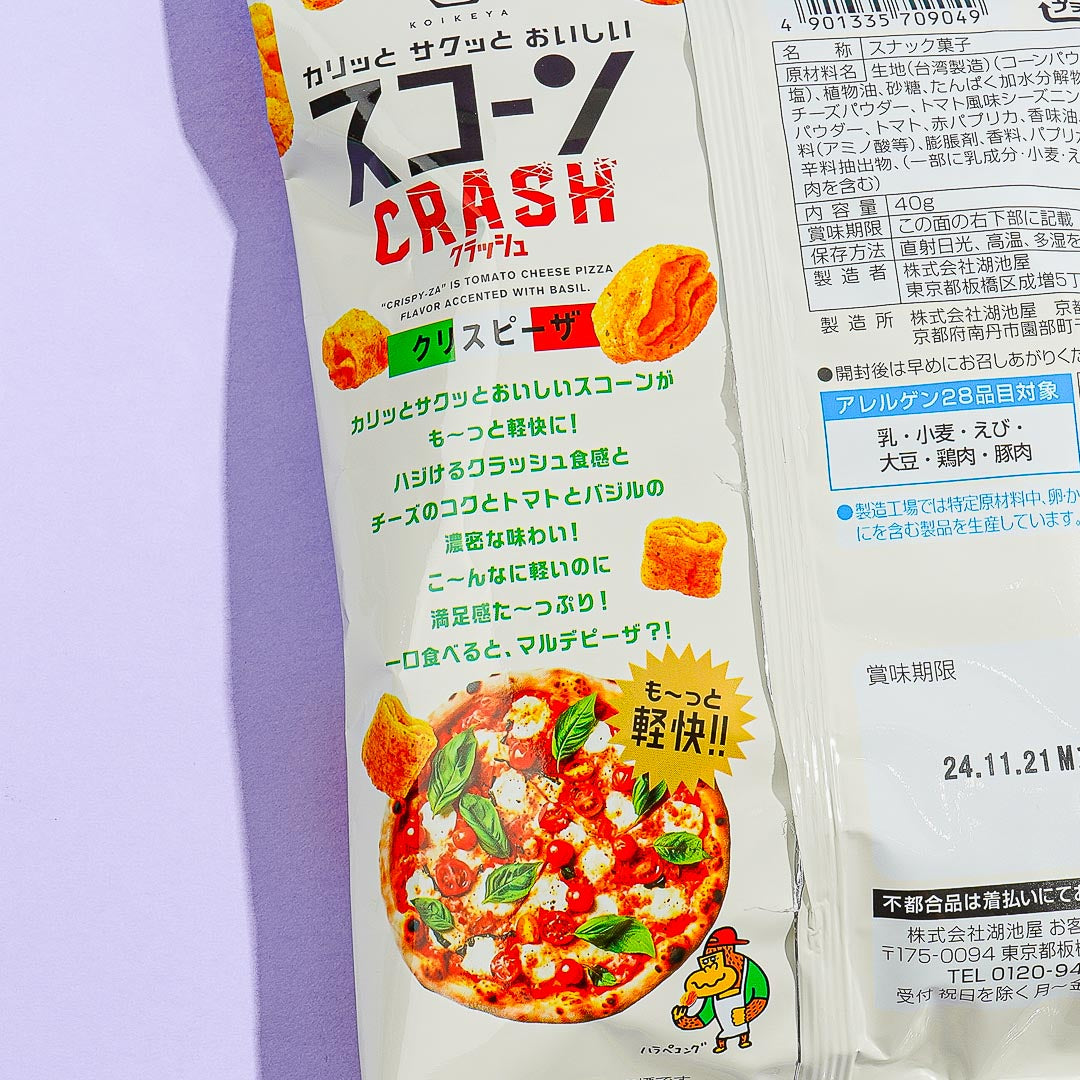 KOIKEYA
カリッと サクッと おいしい
スコーン
CRASH
クラッシュ
"CRISPY-ZA" IS TOMATO CHEESE PIZZA
FLAVOR ACCENTED WITH BASIL.
クリスピーザ
カリッとサクッとおいしいスコーンが
も〜っと軽快に!
ハジけるクラッシュ食感と
チーズのコクとトマトとバジルの
濃密な味わい!
こ〜んなに軽いのに
満足感た〜っぷり!
一口食べると、マルデピーザ?!
も〜っと
軽快!!
ハラペコング
4 901335 709049
名 称 スナック菓子
原材料名 生地(台湾製造)(コーンパウ
塩)、植物油、砂糖、たんぱく加水分解物
チーズパウダー、トマト風味シーズニン
パウダー、トマト、赤パプリカ、香味油、
料(アミノ酸等)、膨脹剤、香料、パプリカ
辛料抽出物、(一部に乳成分・小麦・え
肉を含む)
内容量 40g
賞味期限 この面の右下部に記載
保存方法 直射日光、高温、多湿を
製造者 株式会社湖池屋
東京都板橋区成増5丁
製造所 株式会社湖池屋 京都
京都府南丹市園部町
●開封後は早めにお召しあがりくだ
アレルゲン28品目対象
乳・小麦・えび・
大豆・鶏肉・豚肉
●製造工場では特定原材料中、卵・か
にを含む製品を生産しています。
賞味期限
24.11.21 M
不都合品は着払いにてお
株式会社湖池屋 お客
〒175-0094 東京都板橋
TEL 0120-94
受付 祝日を除く月〜金